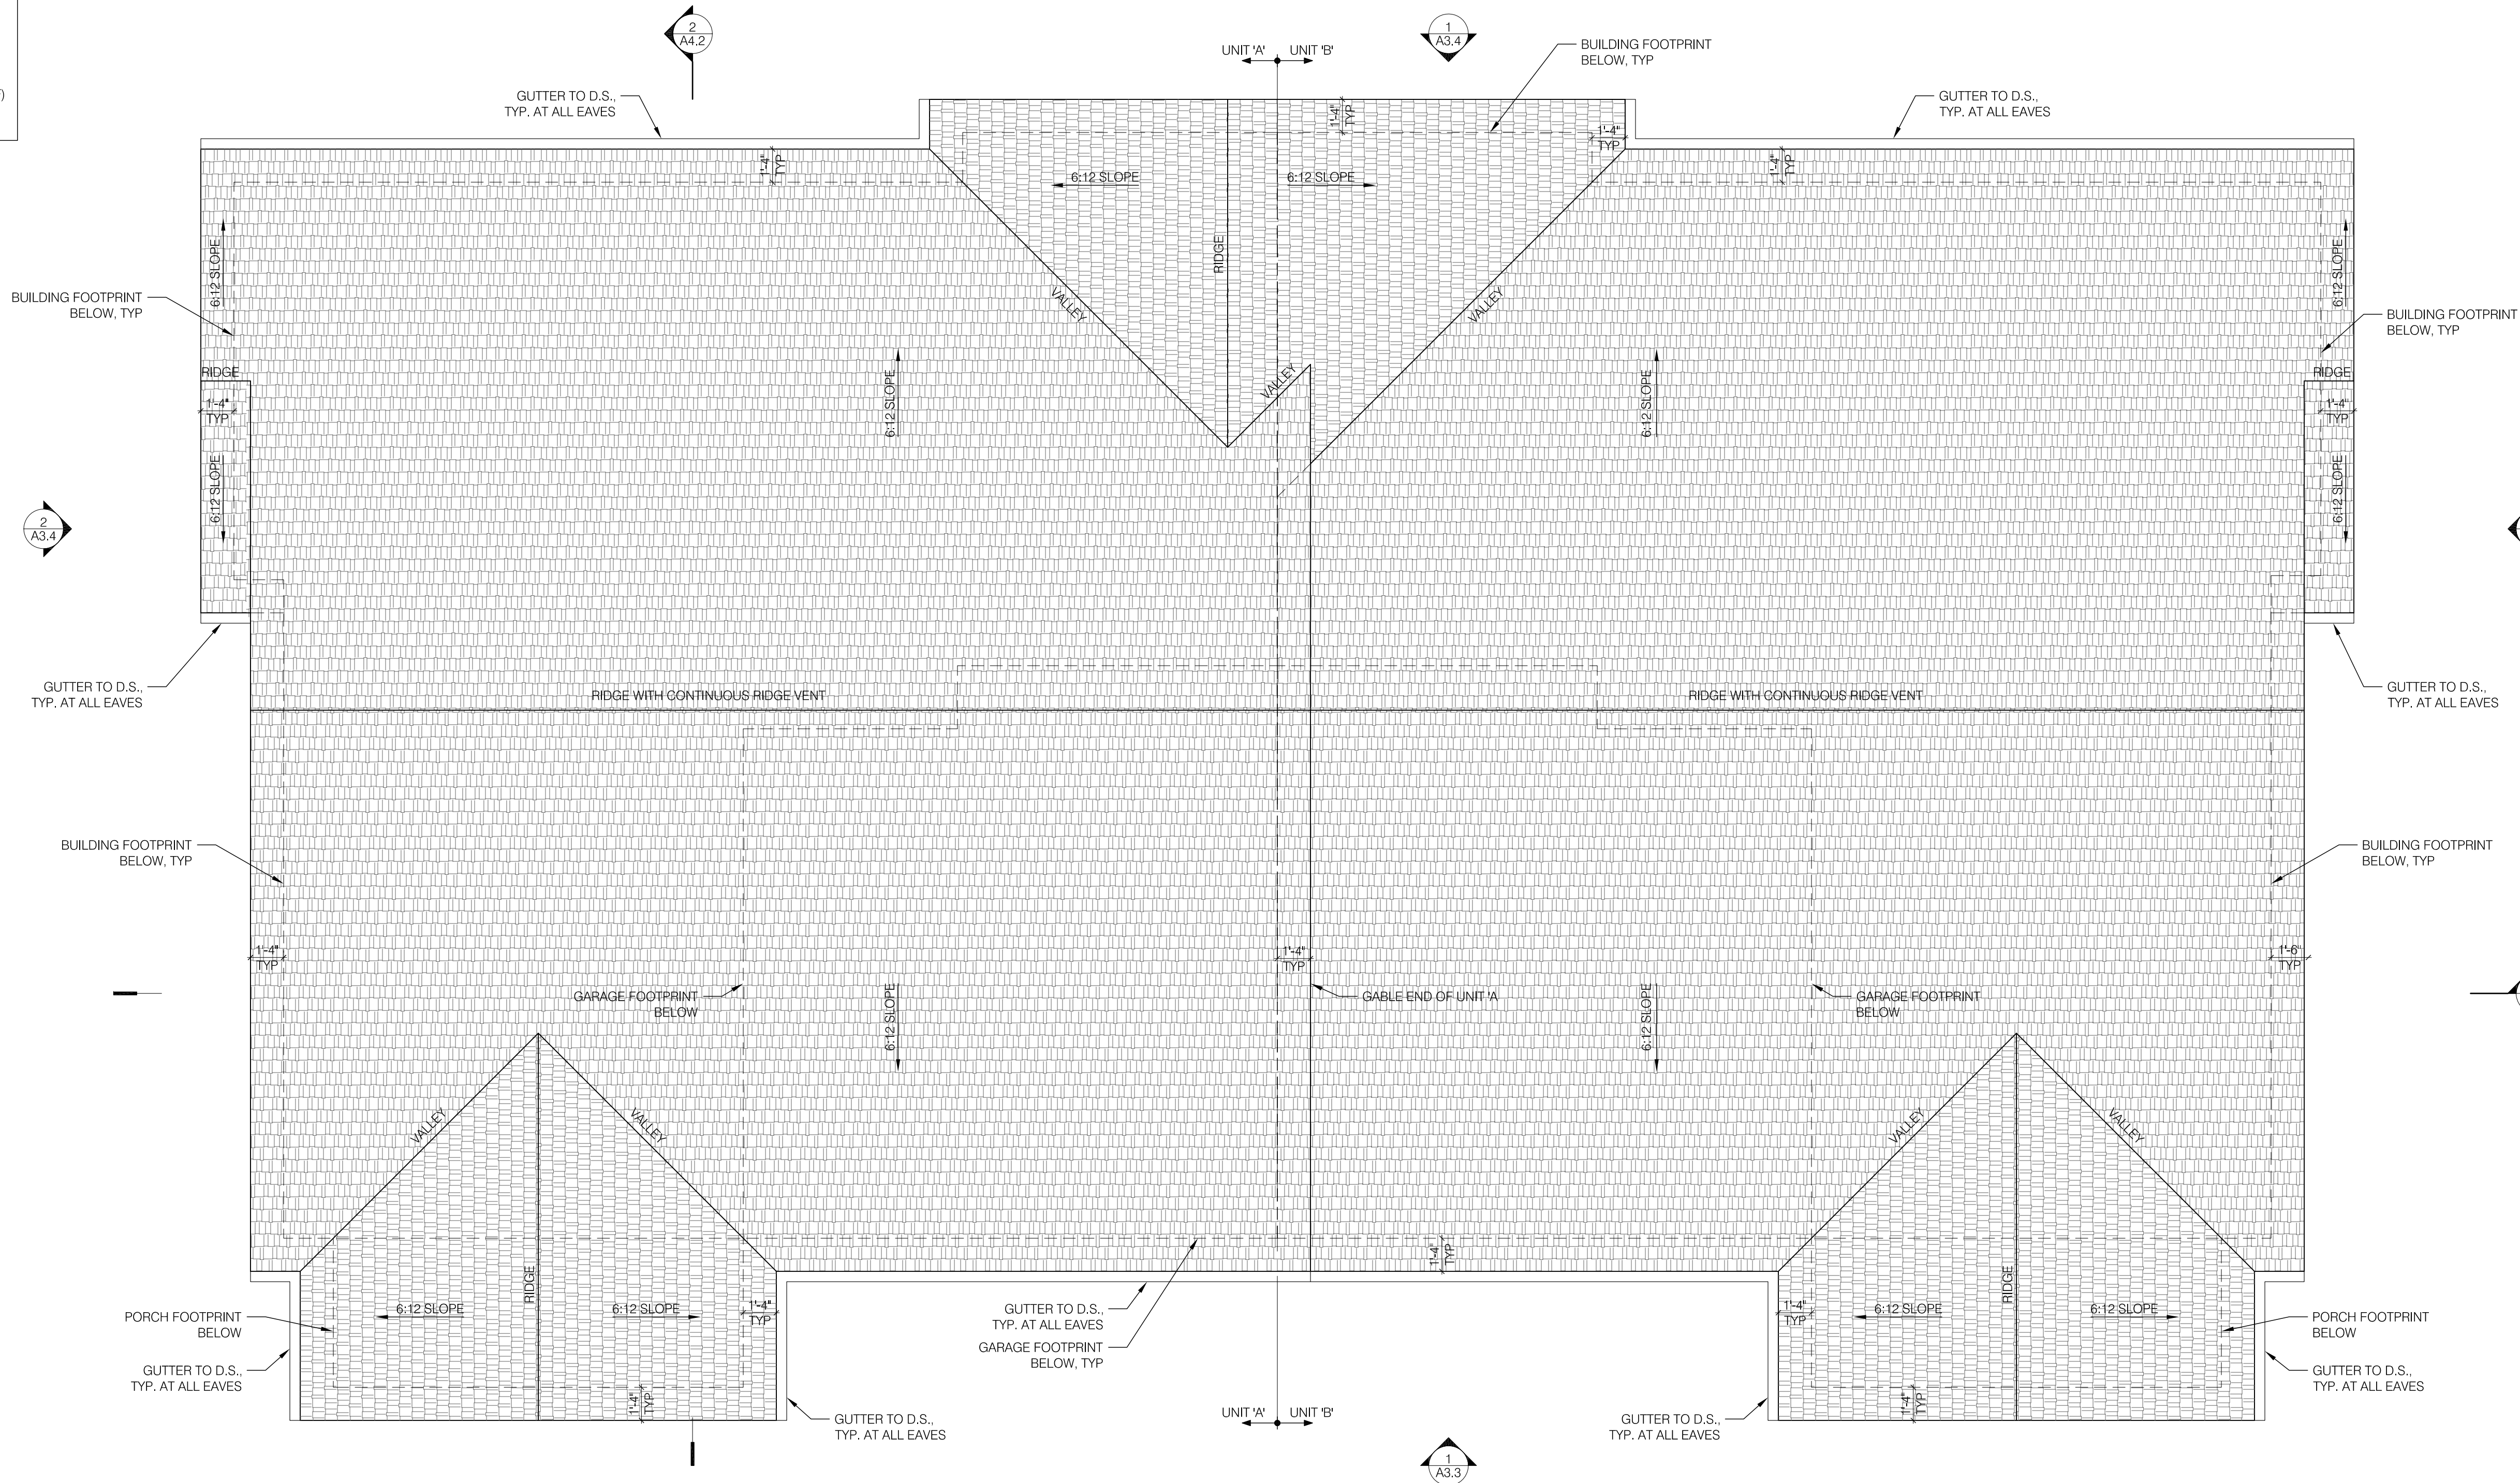 )
2
A4.2
UNIT 'A'
UNIT 'B'
1
A3.4
BUILDING FOOTPRINT
BELOW, TYP
GUTTER TO D.S.,
TYP. AT ALL EAVES
GUTTER TO D.S.,
TYP. AT ALL EAVES
1'-4"
TYP
1'-4"
TYP
1'-4"
TYP
1'-4"
TYP
6:12 SLOPE
6:12 SLOPE
6:12 SLOPE
6:12 SLOPE
RIDGE
BUILDING FOOTPRINT
BELOW, TYP
VALLEY
VALLEY
BUILDING FOOTPRINT
BELOW, TYP
RIDGE
RIDGE
VALLEY
6:12 SLOPE
6:12 SLOPE
1'-4"
TYP
1'-4"
TYP
6:12 SLOPE
6:12 SLOPE
2
A3.4
GUTTER TO D.S.,
TYP. AT ALL EAVES
RIDGE WITH CONTINUOUS RIDGE VENT
RIDGE WITH CONTINUOUS RIDGE VENT
GUTTER TO D.S.,
TYP. AT ALL EAVES
BUILDING FOOTPRINT
BELOW, TYP
BUILDING FOOTPRINT
BELOW, TYP
1'-4"
TYP
1'-4"
TYP
1'-6"
TYP
GARAGE FOOTPRINT
BELOW
6:12 SLOPE
GABLE END OF UNIT 'A
6:12 SLOPE
GARAGE FOOTPRINT
BELOW
VALLEY
VALLEY
VALLEY
VALLEY
1'-4"
TYP
RIDGE
RIDGE
PORCH FOOTPRINT
BELOW
6:12 SLOPE
6:12 SLOPE
1'-4"
TYP
GUTTER TO D.S.,
TYP. AT ALL EAVES
1'-4"
TYP
6:12 SLOPE
6:12 SLOPE
PORCH FOOTPRINT
BELOW
GARAGE FOOTPRINT
BELOW, TYP
GUTTER TO D.S.,
TYP. AT ALL EAVES
GUTTER TO D.S.,
TYP. AT ALL EAVES
1'-4"
TYP
1'-4"
TYP
GUTTER TO D.S.,
TYP. AT ALL EAVES
UNIT 'A'
UNIT 'B'
GUTTER TO D.S.,
TYP. AT ALL EAVES
1
A3.3